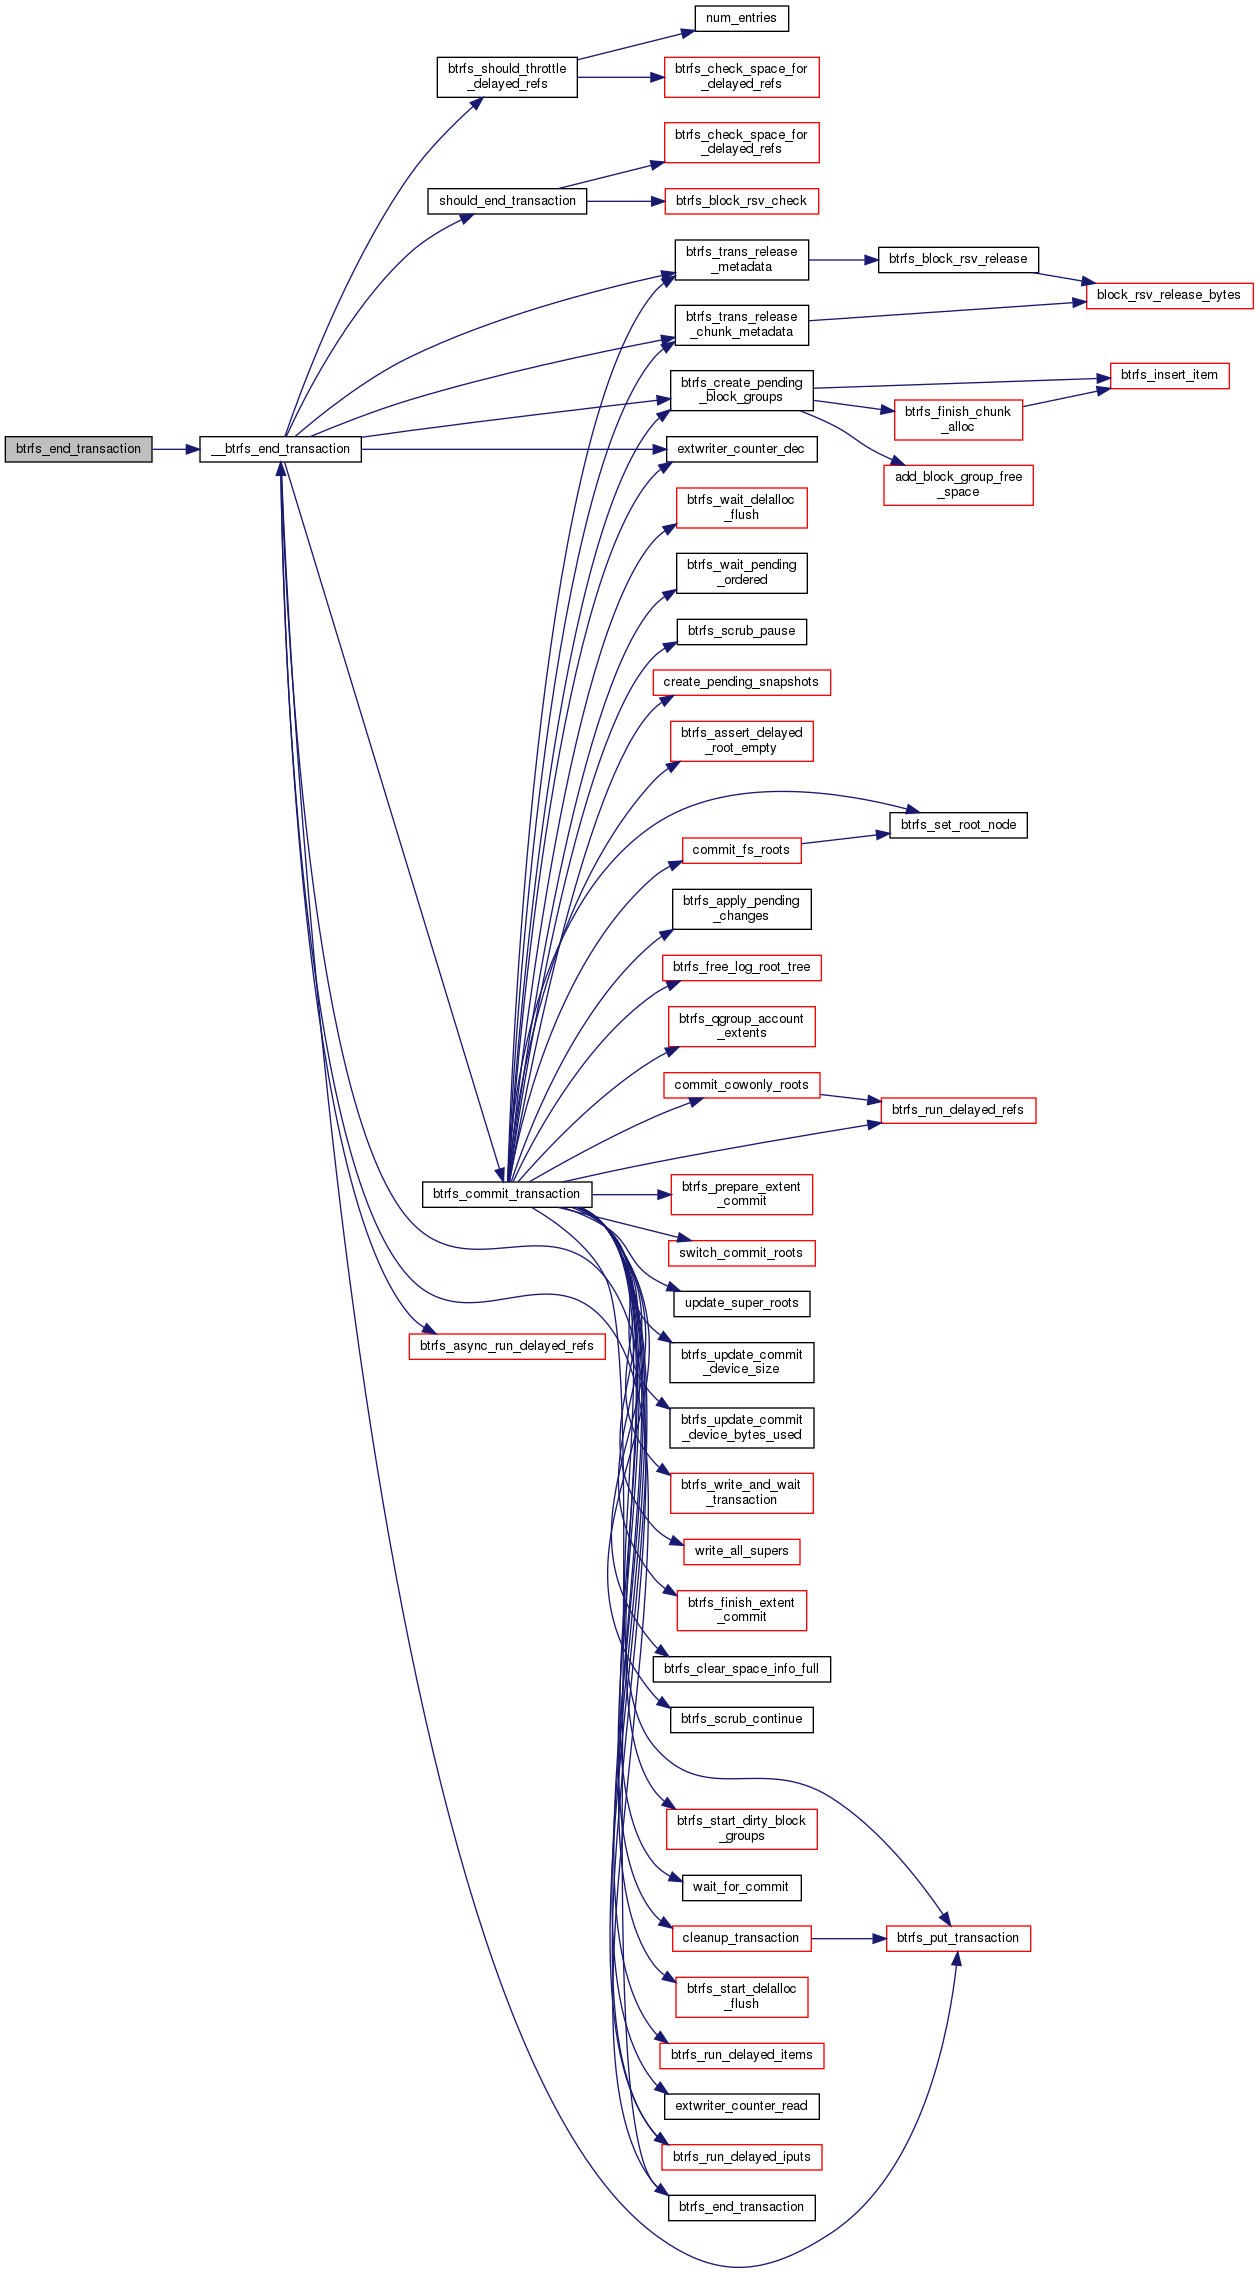 num_entries
btrfs_should_throttle
_delayed_refs
btrfs_check_space_for
_delayed_refs
btrfs_check_space_for
_delayed_refs
should_end_transaction
btrfs_block_rsv_check
btrfs_trans_release
_metadata
btrfs_block_rsv_release
block_rsv_release_bytes
btrfs_trans_release
_chunk_metadata
btrfs_create_pending
_block_groups
btrfs_insert_item
btrfs_finish_chunk
_alloc
btrfs_end_transaction
__btrfs_end_transaction
extwriter_counter_dec
add_block_group_free
_space
btrfs_wait_delalloc
_flush
btrfs_wait_pending
_ordered
btrfs_scrub_pause
create_pending_snapshots
btrfs_assert_delayed
_root_empty
btrfs_set_root_node
commit_fs_roots
btrfs_apply_pending
_changes
btrfs_free_log_root_tree
btrfs_qgroup_account
_extents
commit_cowonly_roots
btrfs_run_delayed_refs
btrfs_commit_transaction
btrfs_prepare_extent
_commit
switch_commit_roots
update_super_roots
btrfs_async_run_delayed_refs
btrfs_update_commit
_device_size
btrfs_update_commit
_device_bytes_used
btrfs_write_and_wait
_transaction
write_all_supers
btrfs_finish_extent
_commit
btrfs_clear_space_info_full
btrfs_scrub_continue
btrfs_start_dirty_block
_groups
wait_for_commit
cleanup_transaction
btrfs_put_transaction
btrfs_start_delalloc
_flush
btrfs_run_delayed_items
extwriter_counter_read
btrfs_run_delayed_iputs
btrfs_end_transaction